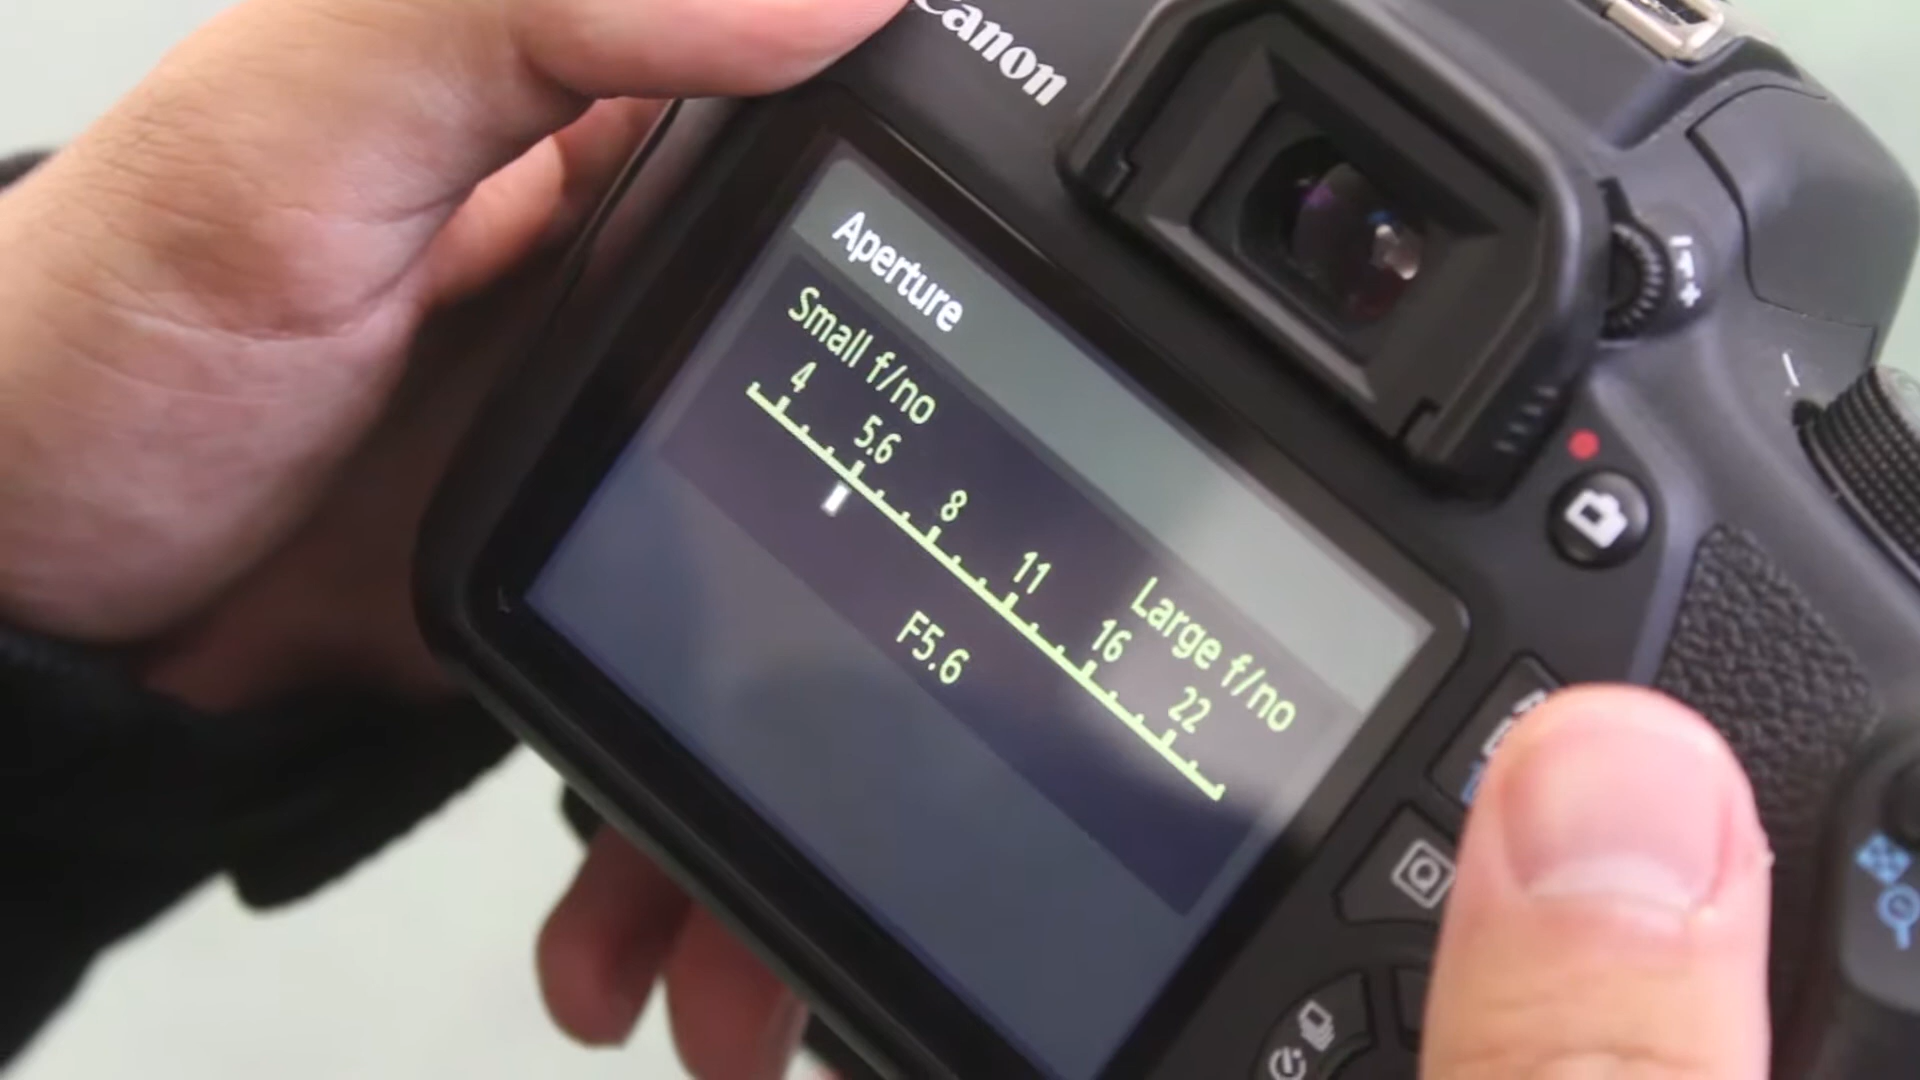 Canon
Aperture
Small f/no
4 5.6 8 11 16 22
Large f/no
F5.6
Q